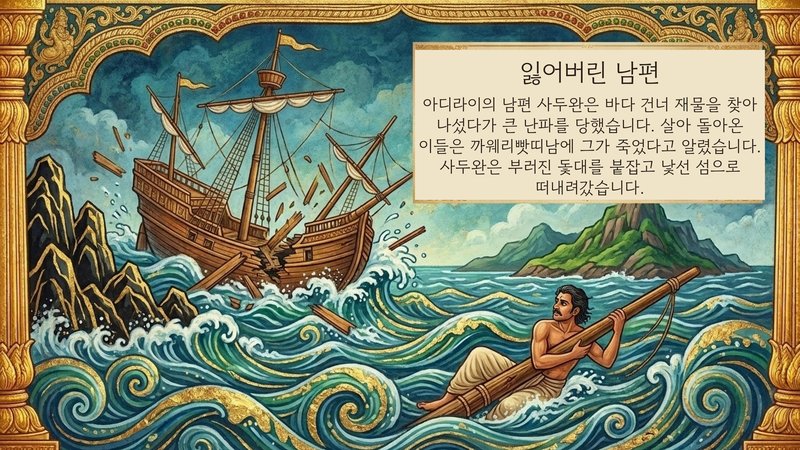 잃어버린 남편
아디라이의 남편 사두완은 바다 건너 재물을 찾아
나섰다가 큰 난파를 당했습니다. 살아 돌아온
이들은 까웨리빳띠남에 그가 죽었다고 알렸습니다.
사두완은 부러진 돛대를 붙잡고 낯선 섬으로
떠내려갔습니다.